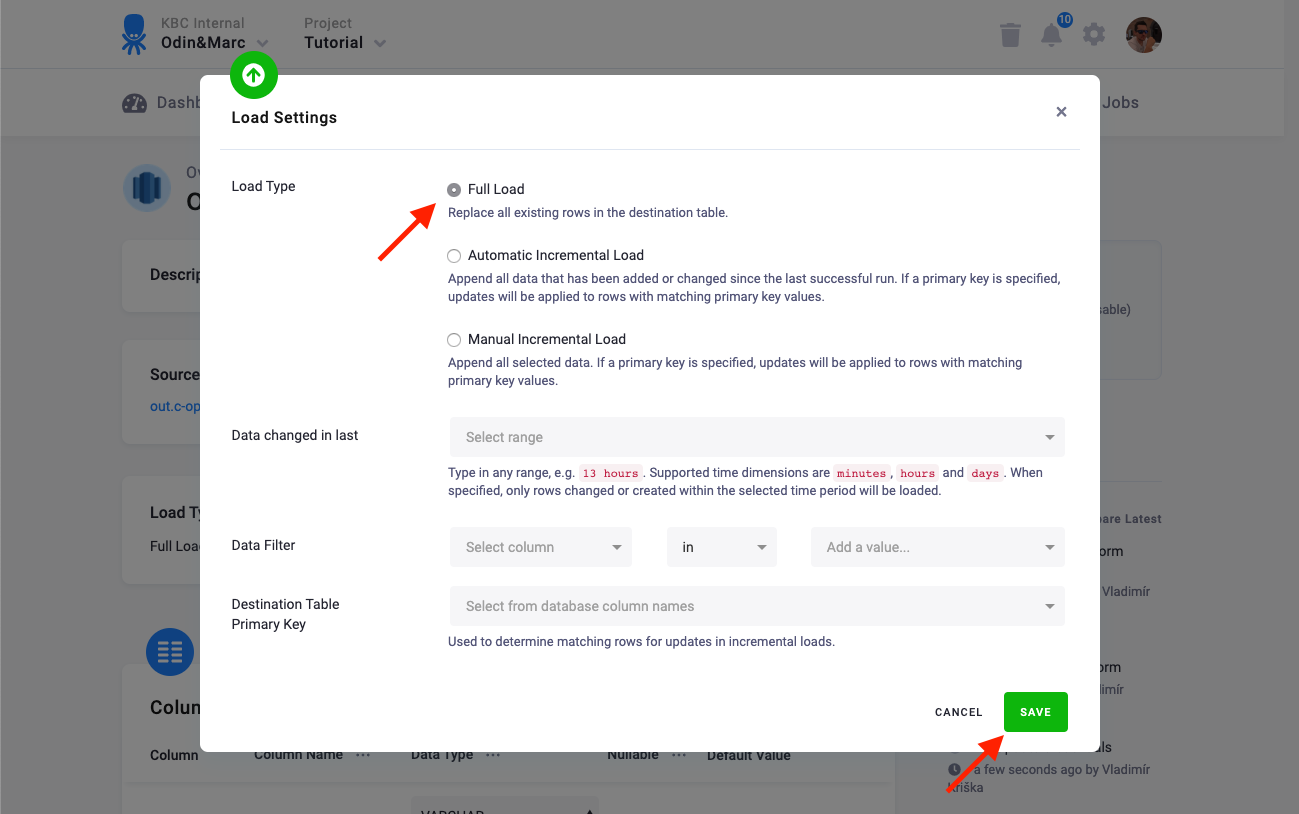 KBC Internal
Odin&Marc
Project
Tutorial
10
Dashb
Jobs
Load Settings
Load Type
Full Load
Replace all existing rows in the destination table.
Automatic Incremental Load
Append all data that has been added or changed since the last successful run. If a primary key is specified,
updates will be applied to rows with matching primary key values.
Manual Incremental Load
Append all selected data. If a primary key is specified, updates will be applied to rows with matching
primary key values.
Data changed in last
Select range
Type in any range, e.g. 13 hours. Supported time dimensions are minutes, hours and days. When
specified, only rows changed or created within the selected time period will be loaded.
Data Filter
Select column
in
Add a value...
Destination Table
Primary Key
Select from database column names
Used to determine matching rows for updates in incremental loads.
CANCEL
SAVE
Ov
O
Descrip
Source
out.c-op
Load Ty
Full Loa
Colun
Column
Column Name ...
Data Type ...
Nullable ...
Default Value
VARCHAR
sable)
pare Latest
orm
Vladimír
orm
limír
als
a few seconds ago by Vladimír
Kriška